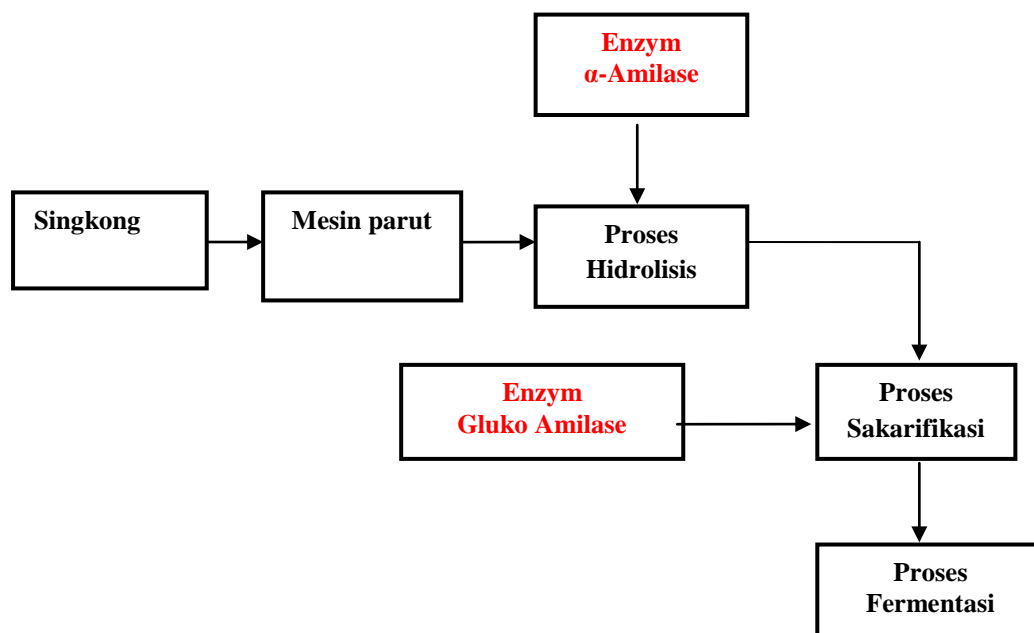 Enzym
α-Amilase
Singkong
Mesin parut
Proses
Hidrolisis
Enzym
Gluko Amilase
Proses
Sakarifikasi
Proses
Fermentasi